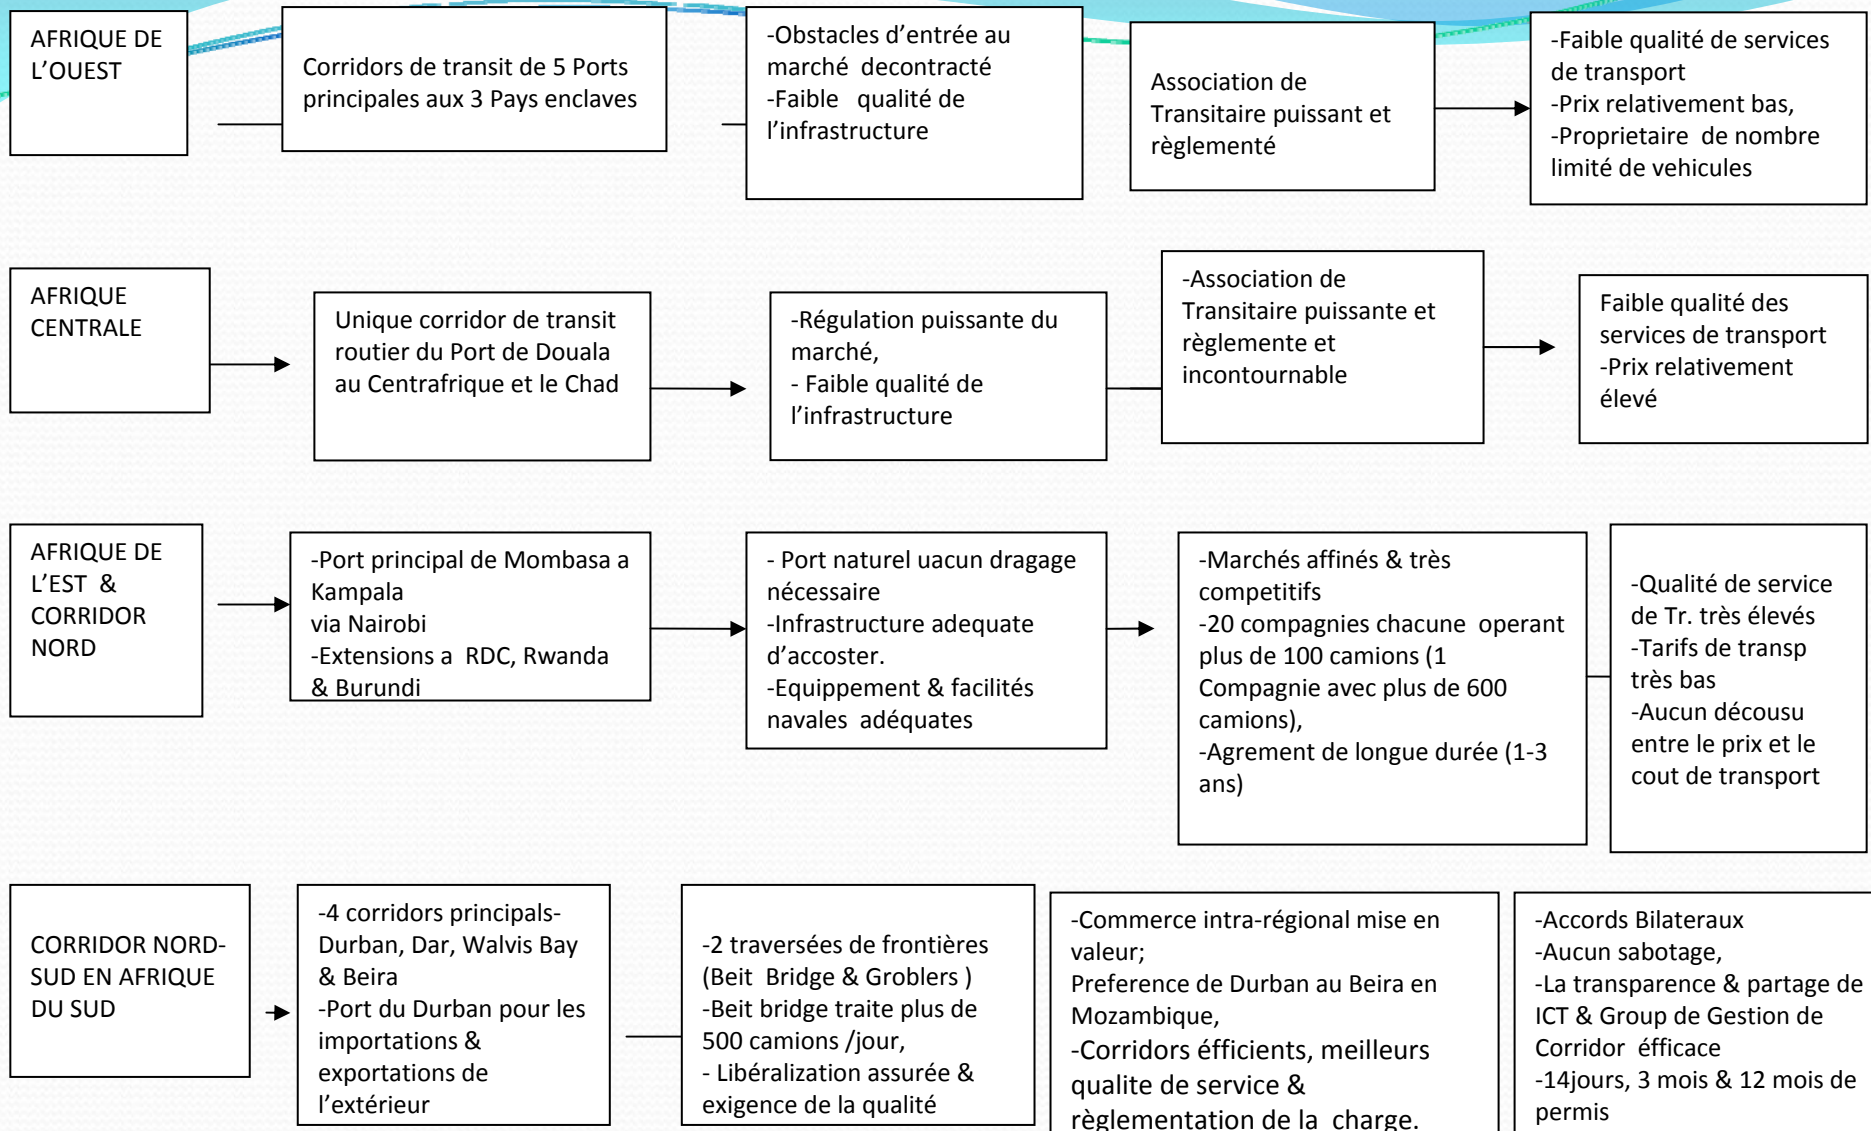 AFRIQUE DE
L'OUEST
Corridors de transit de 5 Ports
principales aux 3 Pays enclaves
-Obstacles d'entrée au
marché decontracté
-Faible qualité de
l'infrastructure
Association de
Transitaire puissant et
règlementé
-Faible qualité de services
de transport
-Prix relativement bas,
-Proprietaire de nombre
limité de vehicules
AFRIQUE
CENTRALE
Unique corridor de transit
routier du Port de Douala
au Centrafrique et le Chad
-Régulation puissante du
marché,
- Faible qualité de
l'infrastructure
-Association de
Transitaire puissante et
règlemente et
incontournable
Faible qualité des
services de transport
-Prix relativement
élevé
AFRIQUE DE
L'EST &
CORRIDOR
NORD
-Port principal de Mombasa a
Kampala
via Nairobi
-Extensions a RDC, Rwanda
& Burundi
- Port naturel uacun dragage
nécessaire
-Infrastructure adequate
d'accoster.
-Equippement & facilités
navales adéquates
-Marchés affinés & très
competitifs
-20 compagnies chacune operant
plus de 100 camions (1
Compagnie avec plus de 600
camions),
-Agrement de longue durée (1-3
ans)
-Qualité de service
de Tr. très élevés
-Tarifs de transp
très bas
-Aucun décousu
entre le prix et le
cout de transport
CORRIDOR NORD-
SUD EN AFRIQUE
DU SUD
-4 corridors principals-
Durban, Dar, Walvis Bay
& Beira
-Port du Durban pour les
importations &
exportations de
l'extérieur
-2 traversées de frontières
(Beit Bridge & Groblers )
-Beit bridge traite plus de
500 camions /jour,
- Libéralization assurée &
exigence de la qualité
-Commerce intra-régional mise en
valeur;
Preference de Durban au Beira en
Mozambique,
-Corridors éfficients, meilleurs
qualite de service &
règlementation de la charge.
-Accords Bilateraux
-Aucun sabotage,
-La transparence & partage de
ICT & Group de Gestion de
Corridor éfficace
-14jours, 3 mois & 12 mois de
permis